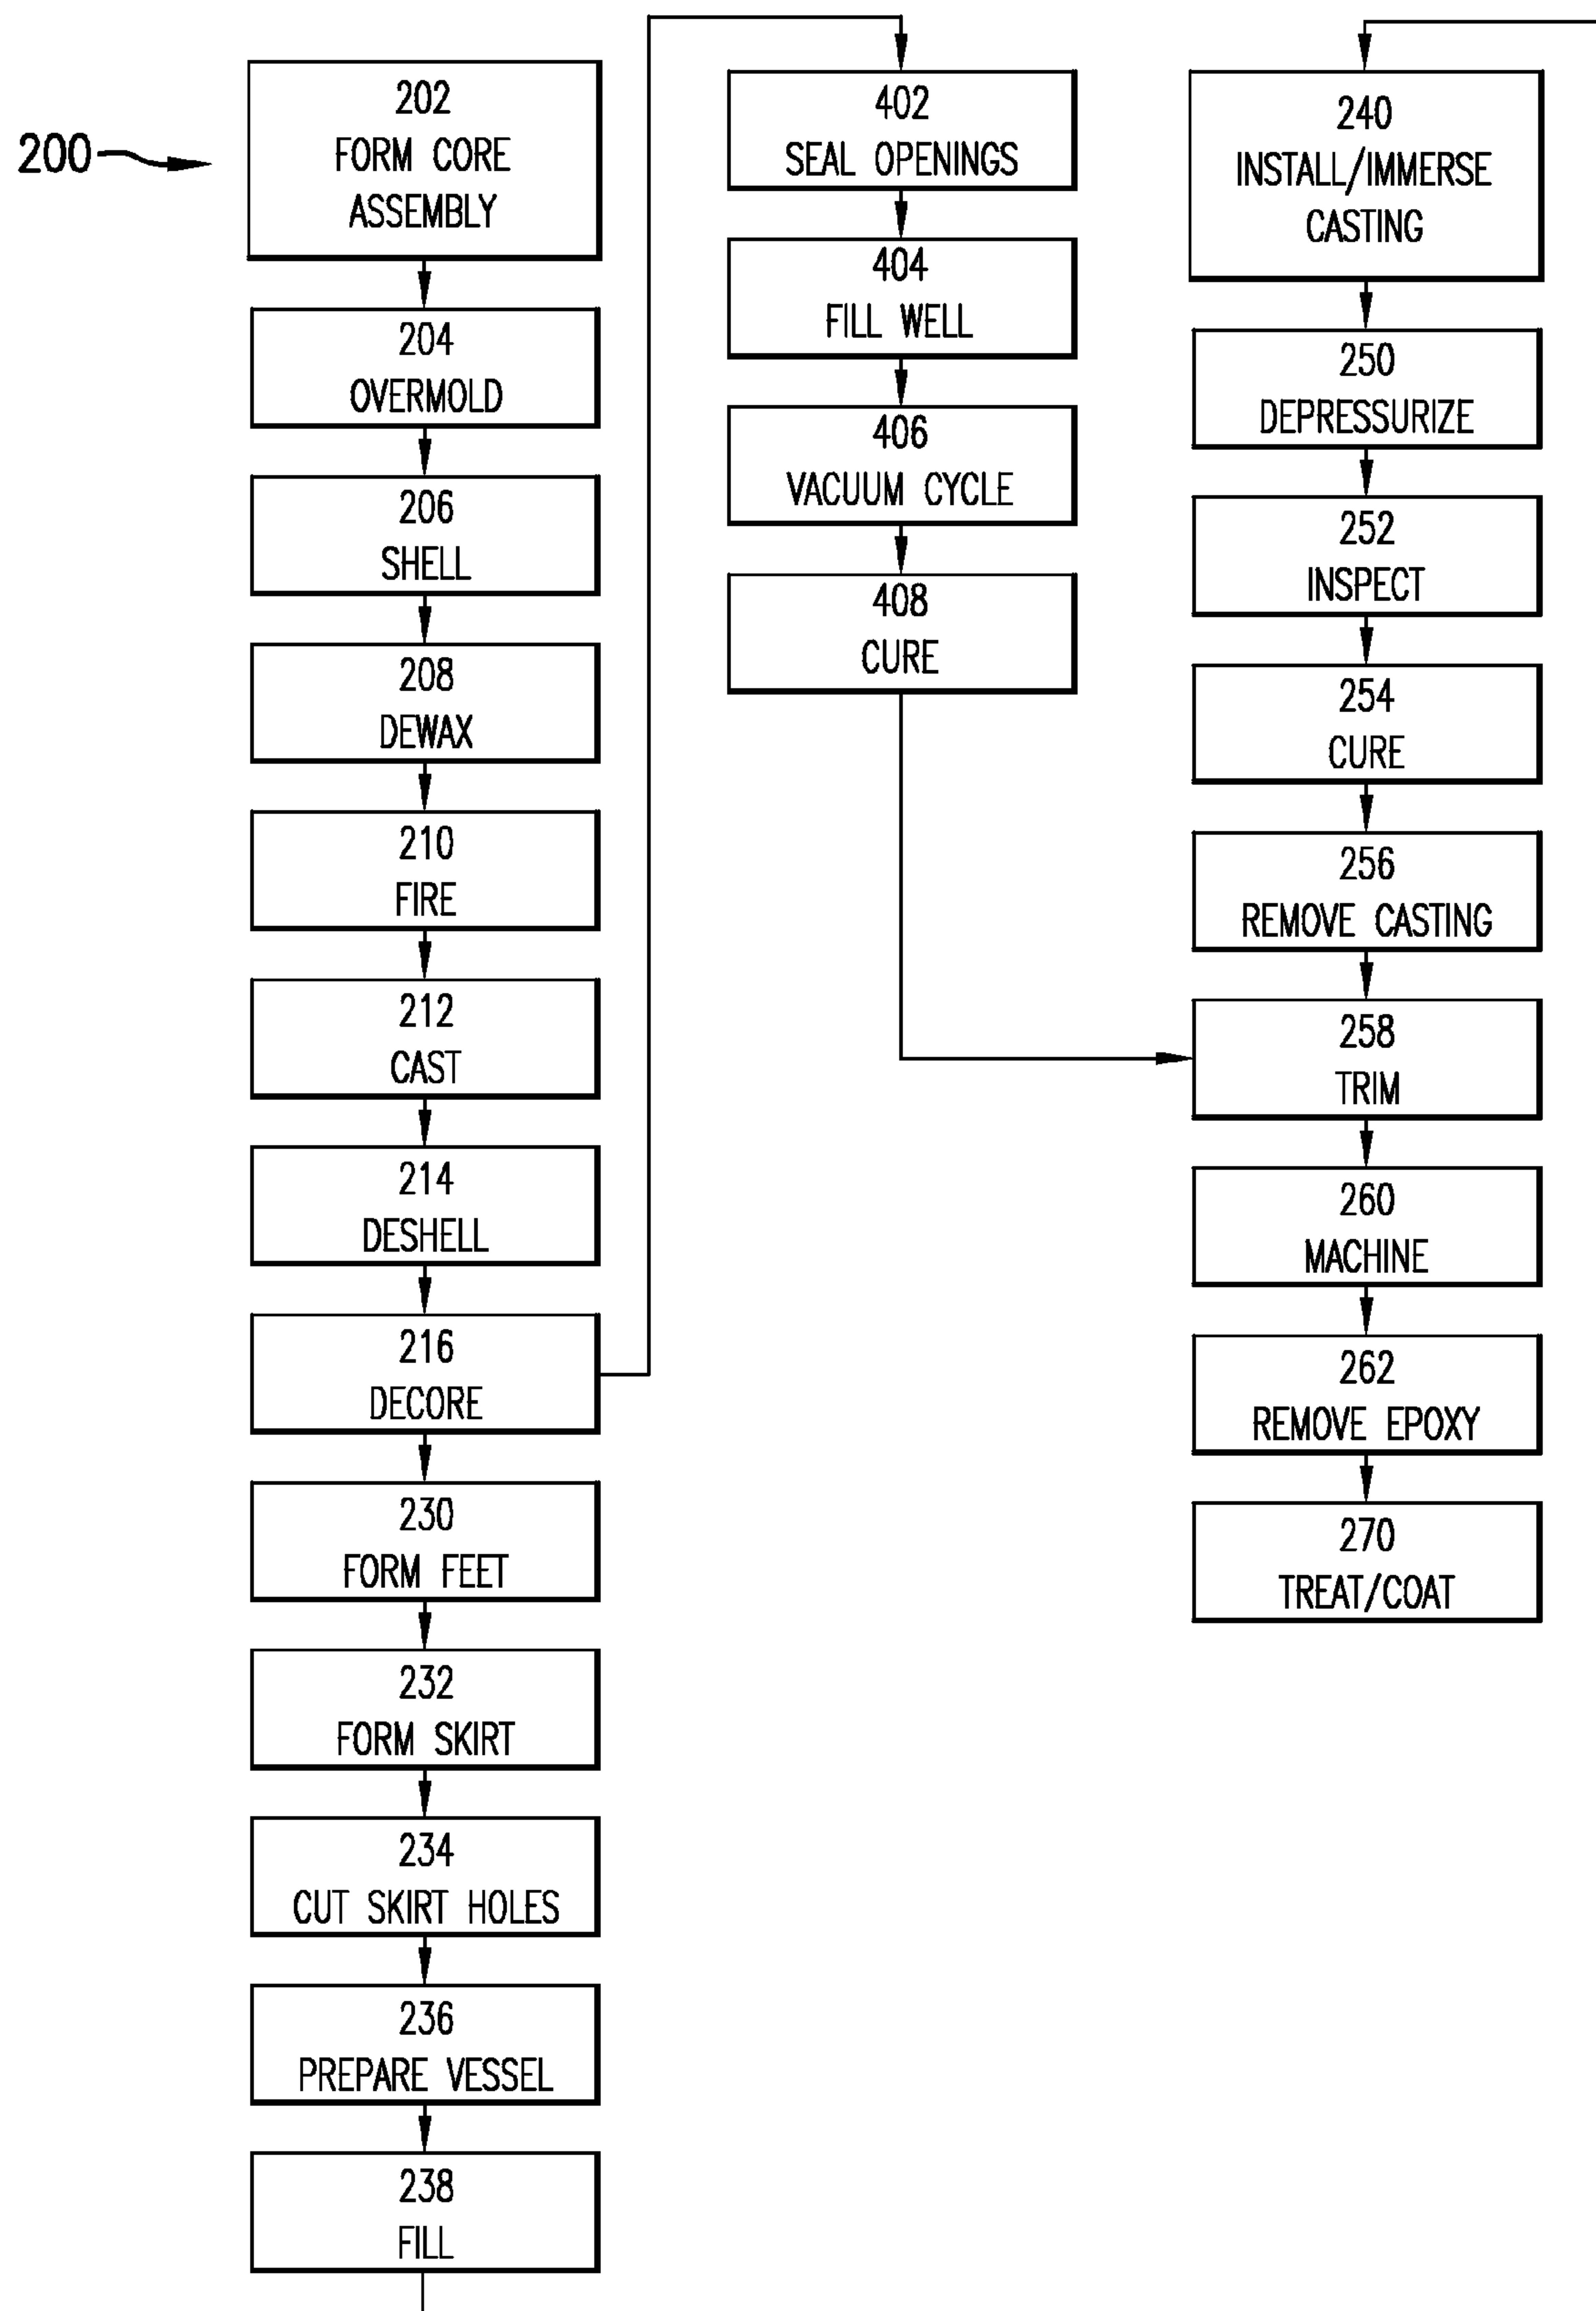 200
202
FORM CORE
ASSEMBLY
204
OVERMOLD
206
SHELL
208
DEWAX
210
FIRE
212
CAST
214
DESHELL
216
DECORE
230
FORM FEET
232
FORM SKIRT
234
CUT SKIRT HOLES
236
PREPARE VESSEL
238
FILL
402
SEAL OPENINGS
404
FILL WELL
406
VACUUM CYCLE
408
CURE
240
INSTALL/IMMERSE
CASTING
250
DEPRESSURIZE
252
INSPECT
254
CURE
256
REMOVE CASTING
258
TRIM
260
MACHINE
262
REMOVE EPOXY
270
TREAT/COAT